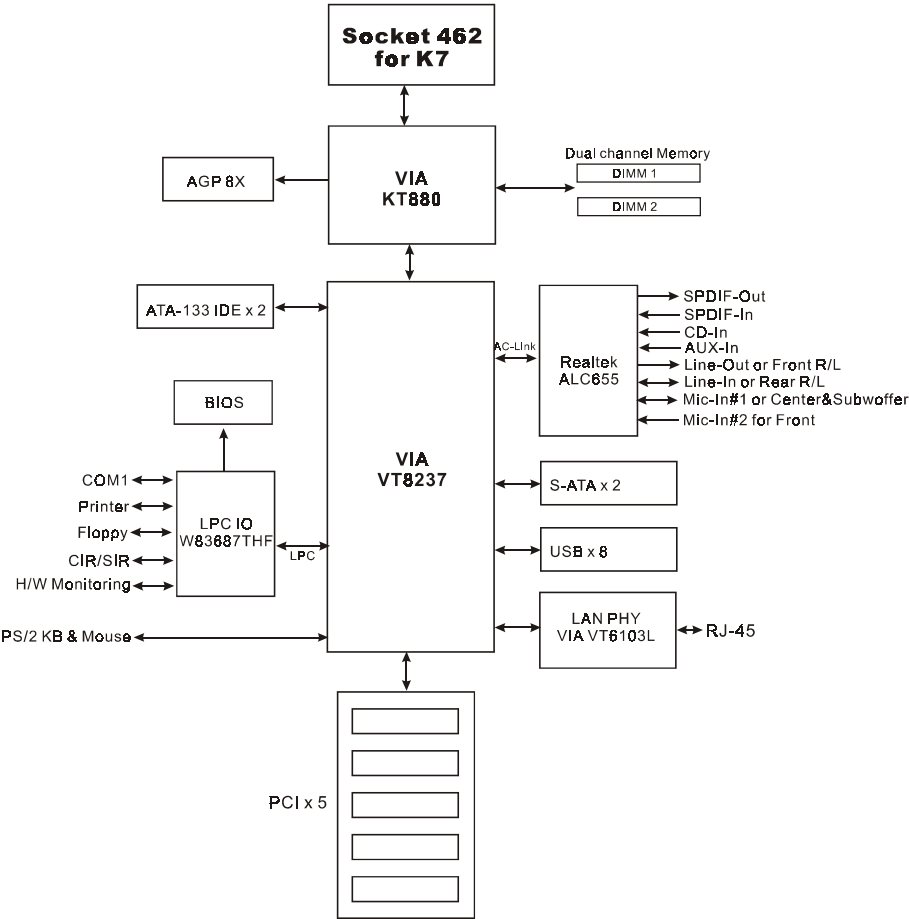 Socket 462
for K7
Dual channel Memory
DIMM 1
DIMM 2
AGP 8X
VIA
KT880
ATA-133 IDE x 2
AC-Link
Realtek
ALC655
SPDIF-Out
SPDIF-In
CD-In
AUX-In
Line-Out or Front R/L
Line-In or Rear R/L
Mic-In#1 or Center&Subwoffer
Mic-In#2 for Front
BIOS
VIA
VT8237
COM1
Printer
Floppy
CIR/SIR
H/W Monitoring
LPC IO
W83687THF
LPC
S-ATA x 2
USB x 8
LAN PHY
VIA VT6103L
RJ-45
PS/2 KB & Mouse
PCI x 5